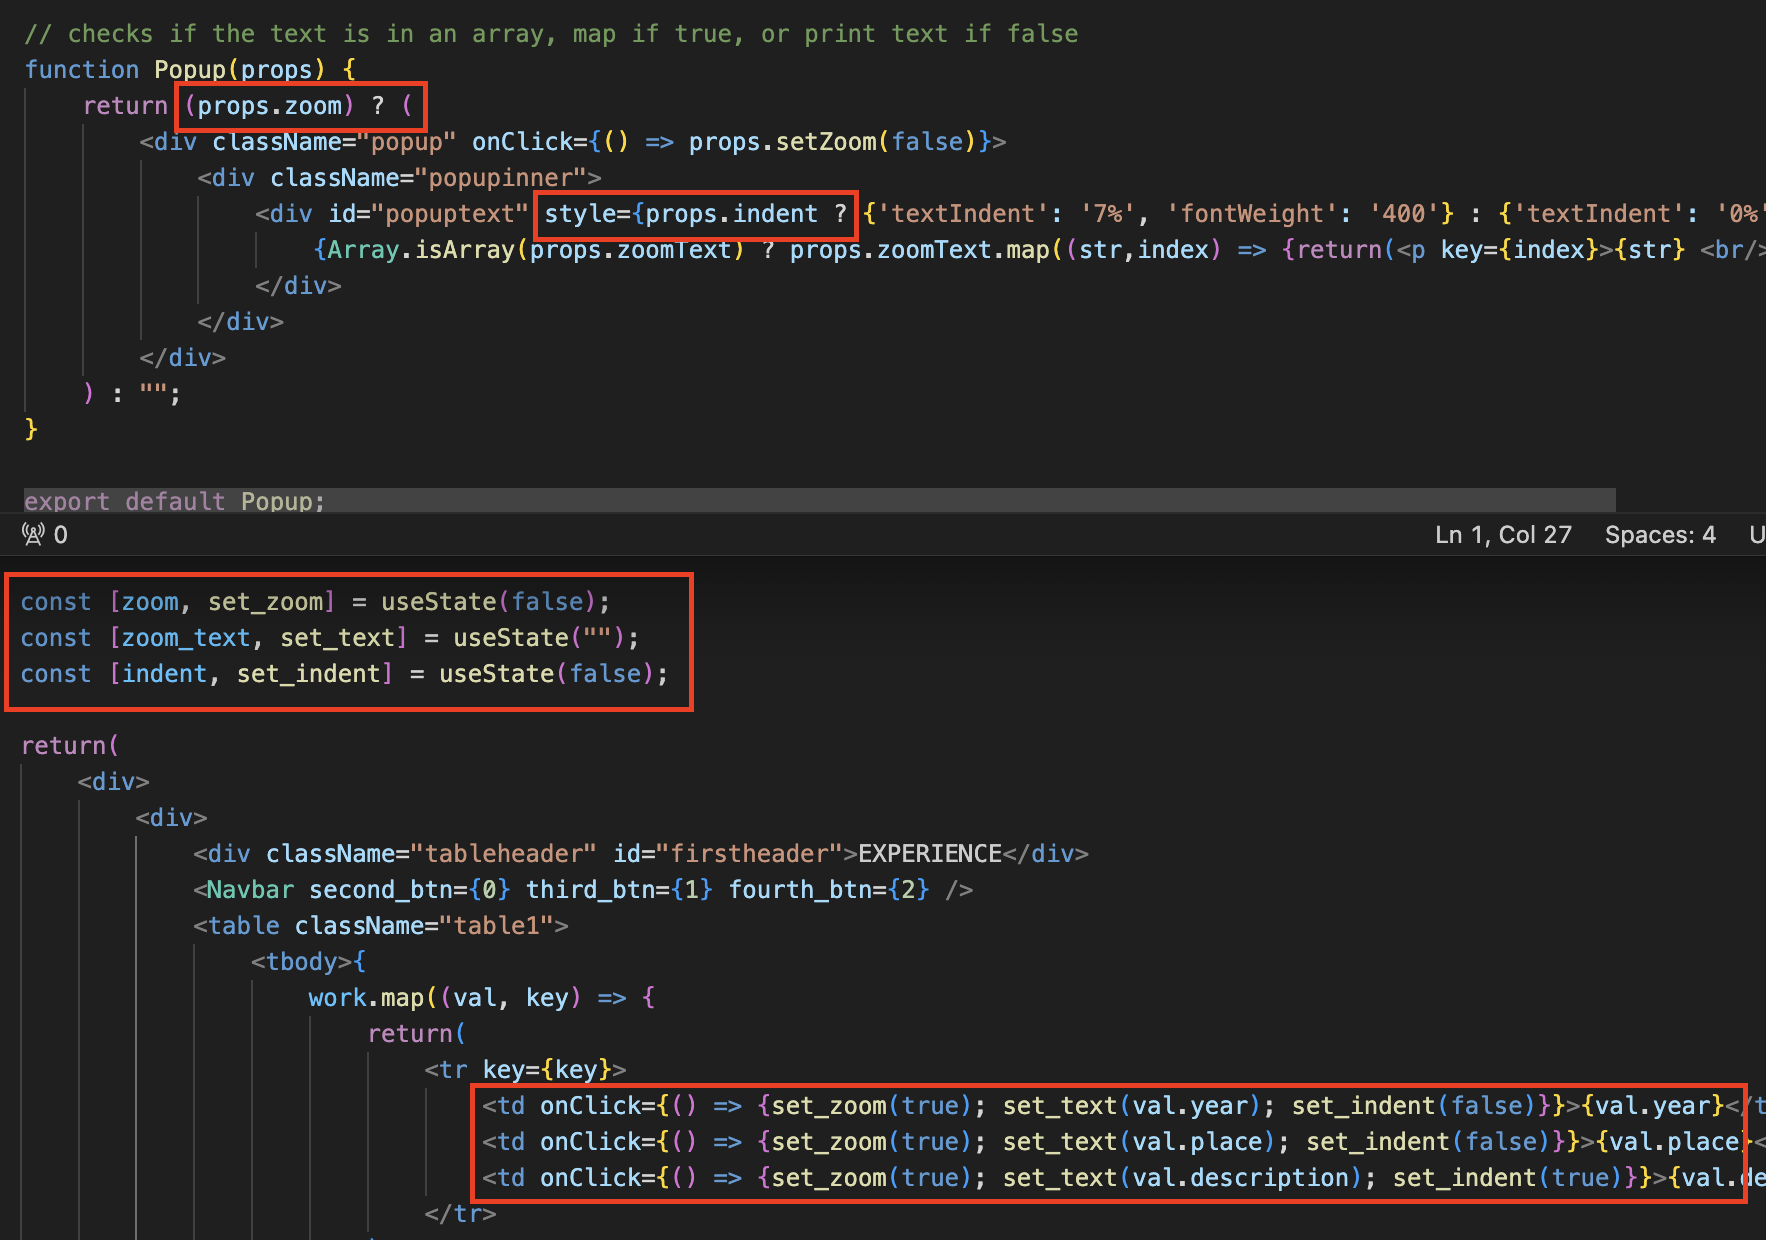 // checks if the text is in an array, map if true, or print text if false
function Popup(props) {
return (props.zoom) ? (
<div className="popup" onClick={() => props.setZoom(false)}>
<div className="popupinner">
<div id="popuptext" style={props.indent ? {'textIndent': '7%', 'fontWeight': '400'} : {'textIndent': '0%'
{Array.isArray(props.zoomText) ? props.zoomText.map((str,index) => {return(<p key={index}>{str} <br/>
</div>
</div>
</div>
) : "";
}
export default Popup;
0 Ln 1, Col 27 Spaces: 4 U
const [zoom, set_zoom] = useState(false);
const [zoom_text, set_text] = useState("");
const [indent, set_indent] = useState(false);
return(
<div>
<div>
<div className="tableheader" id="firstheader">EXPERIENCE</div>
<Navbar second_btn={0} third_btn={1} fourth_btn={2} />
<table className="table1">
<tbody>{
work.map((val, key) => {
return(
<tr key={key}>
<td onClick={() => {set_zoom(true); set_text(val.year); set_indent(false)}}>{val.year}</t
<td onClick={() => {set_zoom(true); set_text(val.place); set_indent(false)}}>{val.place}<
<td onClick={() => {set_zoom(true); set_text(val.description); set_indent(true)}}>{val.de
</tr>